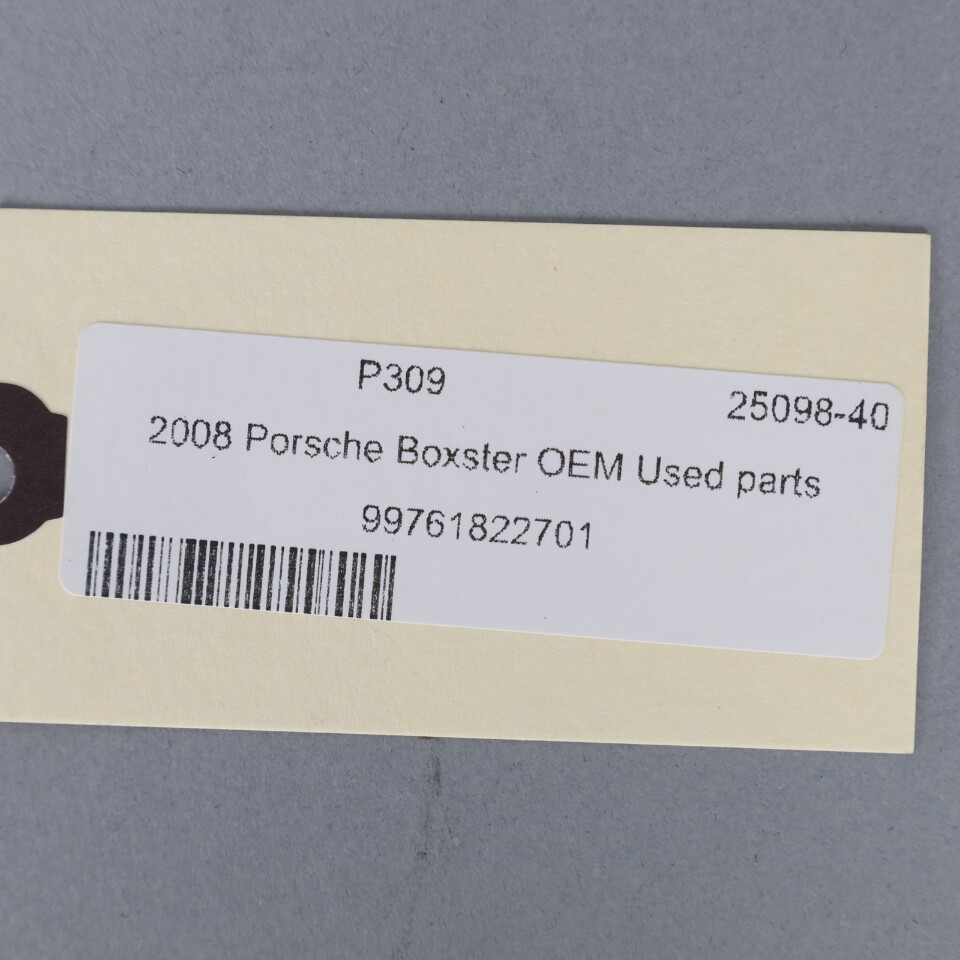 P309
25098-40
2008 Porsche Boxster OEM Used parts
99761822701